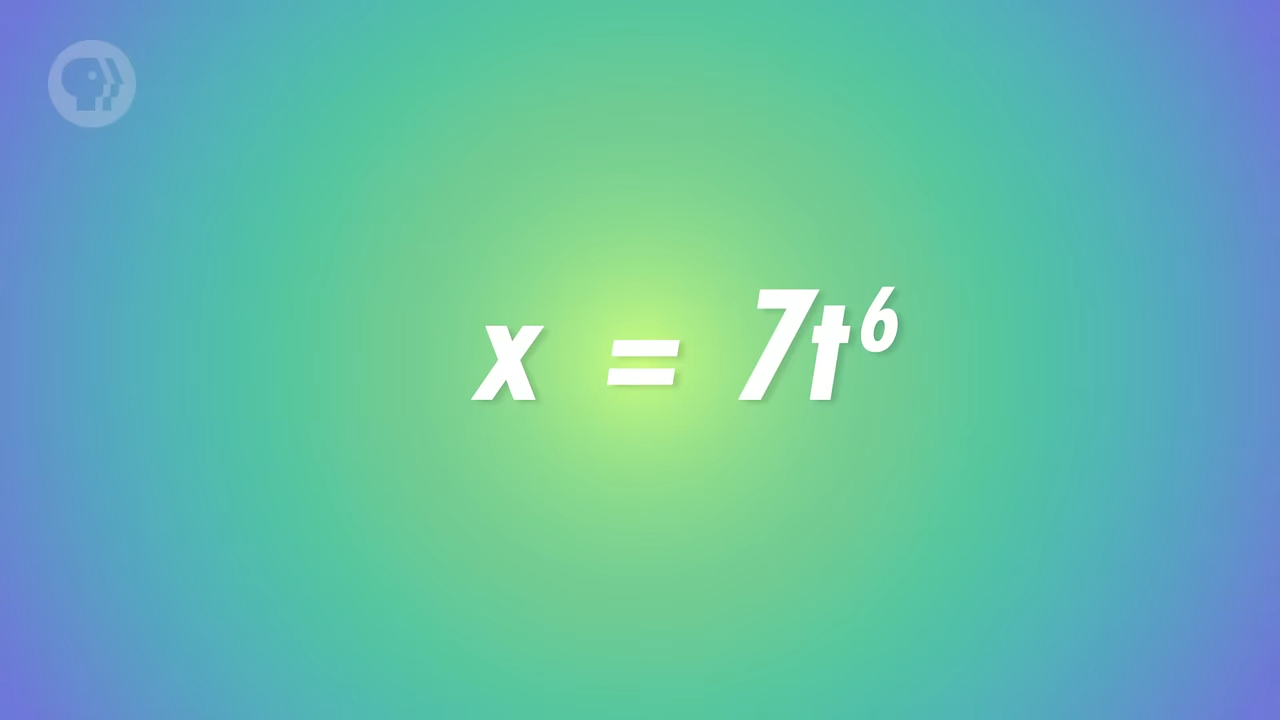 x = 7t⁶